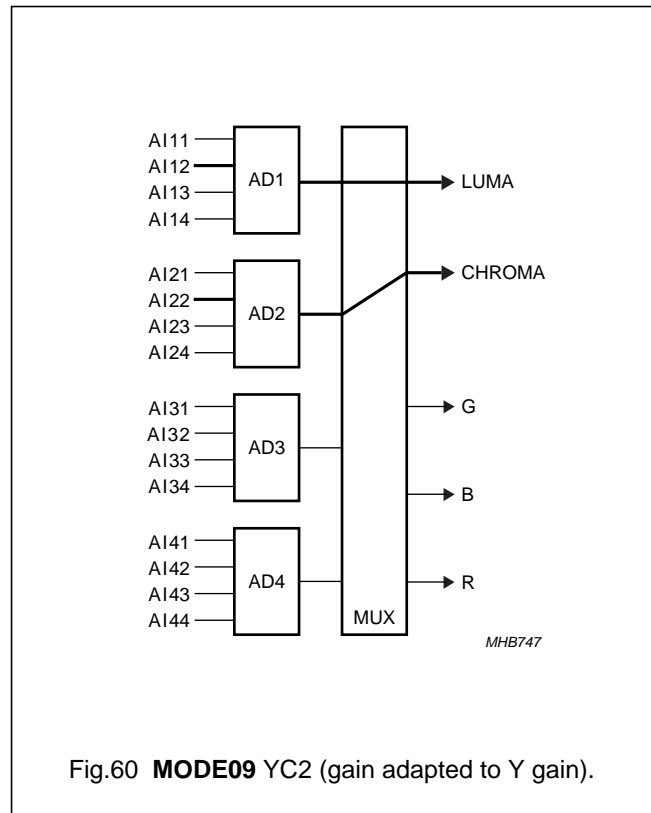 AI11
AI12
AI13
AI14
AD1
LUMA
AI21
AI22
AI23
AI24
AD2
CHROMA
AI31
AI32
AI33
AI34
AD3
G
B
AI41
AI42
AI43
AI44
AD4
R
MUX
MHB747
Fig.60 MODE09 YC2 (gain adapted to Y gain).